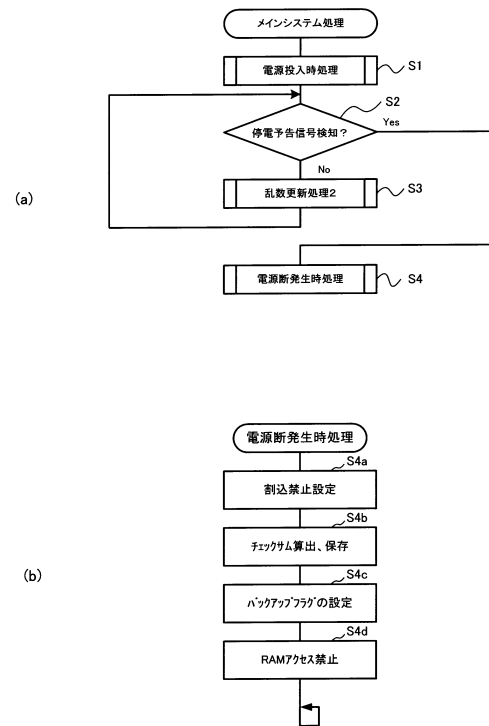 メインシステム処理
電源投入時処理
S1
S2
停電予告信号検知?
Yes
No
(a)
乱数更新処理2
S3
電源断発生時処理
S4
電源断発生時処理
S4a
割込禁止設定
S4b
チェックサム算出、保存
S4c
(b)
バックアップフラグの設定
S4d
RAMアクセス禁止